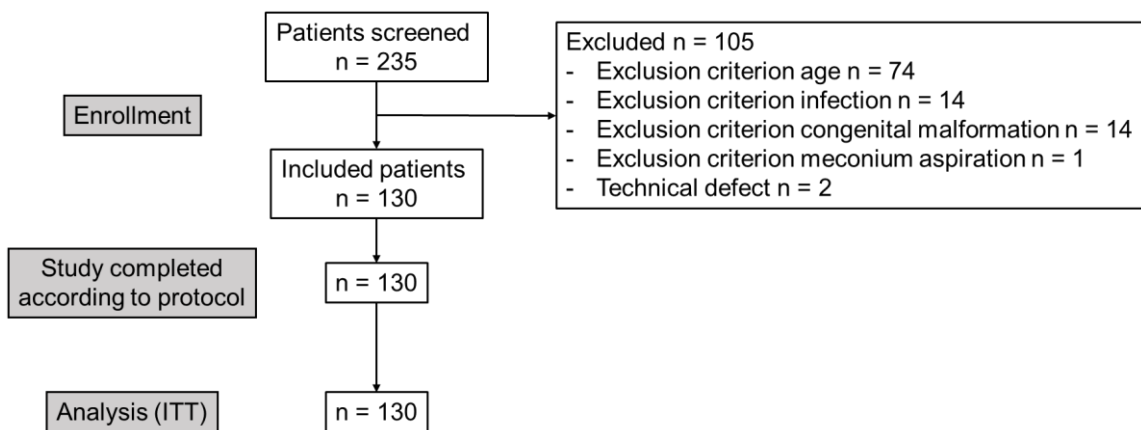 Patients screened
n = 235
Excluded n = 105
- Exclusion criterion age n = 74
- Exclusion criterion infection n = 14
- Exclusion criterion congenital malformation n = 14
- Exclusion criterion meconium aspiration n = 1
- Technical defect n = 2
Enrollment
Included patients
n = 130
Study completed
according to protocol
n = 130
Analysis (ITT)
n = 130